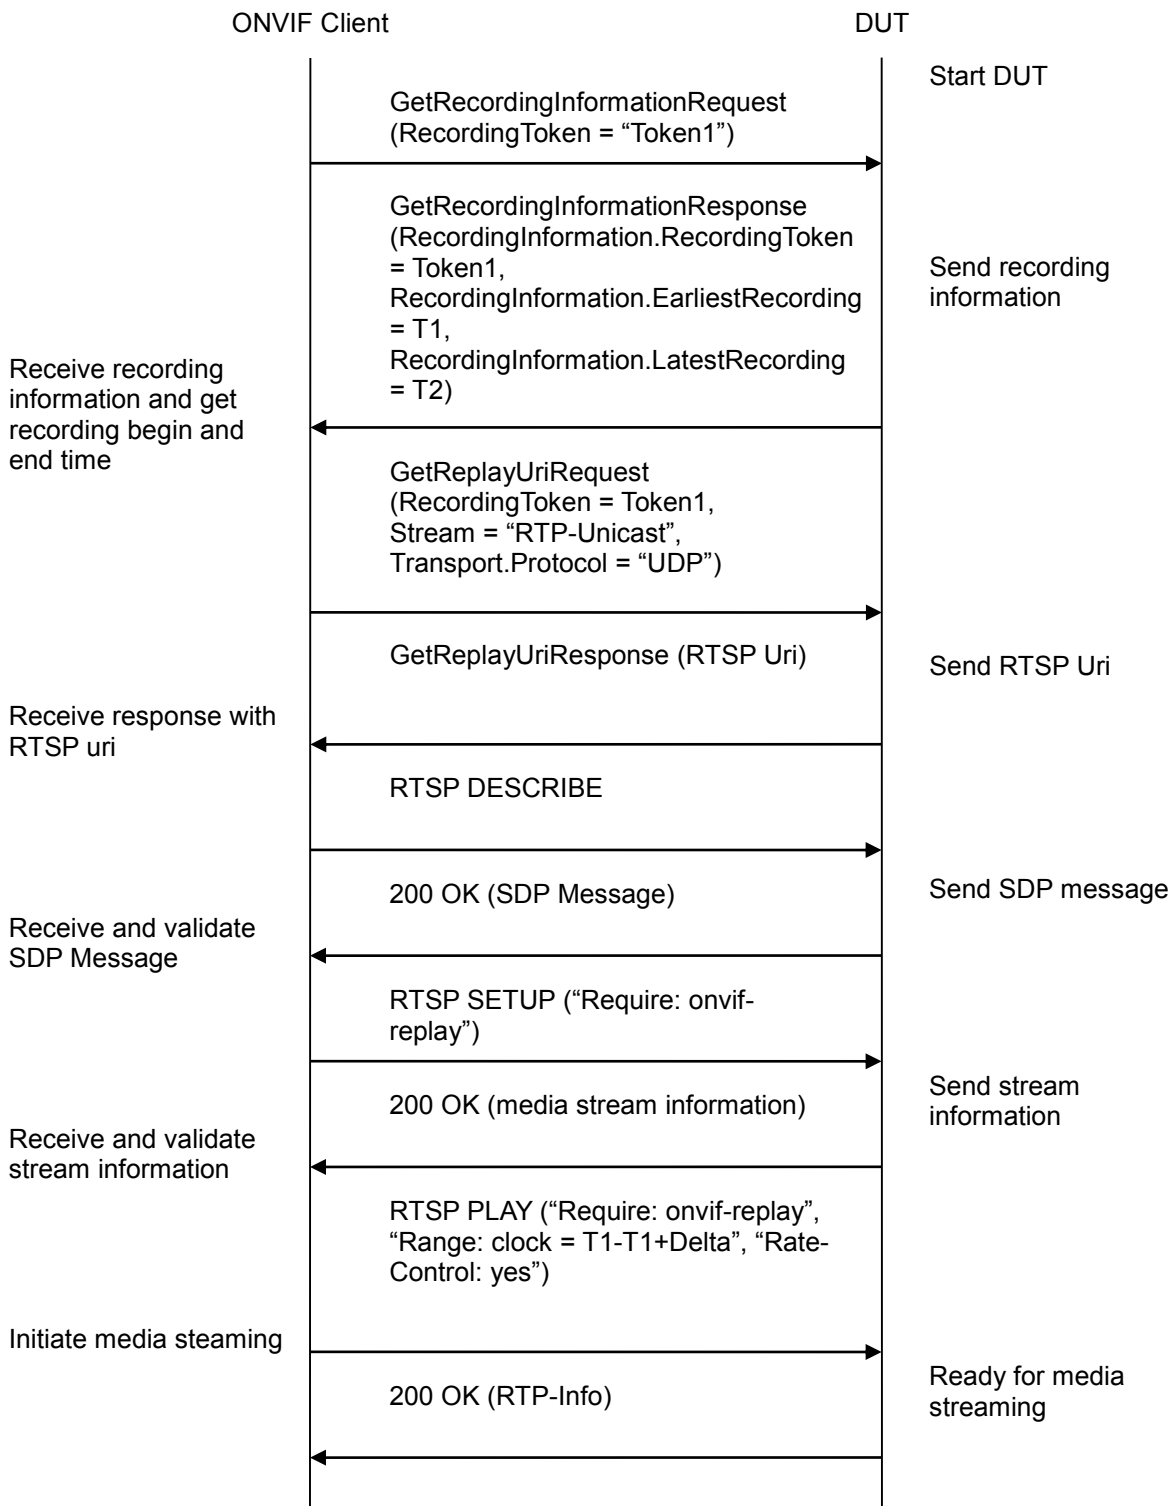 ONVIF Client
DUT
Start DUT
GetRecordingInformationRequest
(RecordingToken = “Token1”)
GetRecordingInformationResponse
(RecordingInformation.RecordingToken
= Token1,
RecordingInformation.EarliestRecording
= T1,
RecordingInformation.LatestRecording
= T2)
Send recording
information
Receive recording
information and get
recording begin and
end time
GetReplayUriRequest
(RecordingToken = Token1,
Stream = “RTP-Unicast”,
Transport.Protocol = “UDP”)
GetReplayUriResponse (RTSP Uri)
Send RTSP Uri
Receive response with
RTSP uri
RTSP DESCRIBE
200 OK (SDP Message)
Send SDP message
Receive and validate
SDP Message
RTSP SETUP (“Require: onvif-
replay”)
200 OK (media stream information)
Send stream
information
Receive and validate
stream information
RTSP PLAY (“Require: onvif-replay”,
“Range: clock = T1-T1+Delta”, “Rate-
Control: yes”)
Initiate media steaming
200 OK (RTP-Info)
Ready for media
streaming